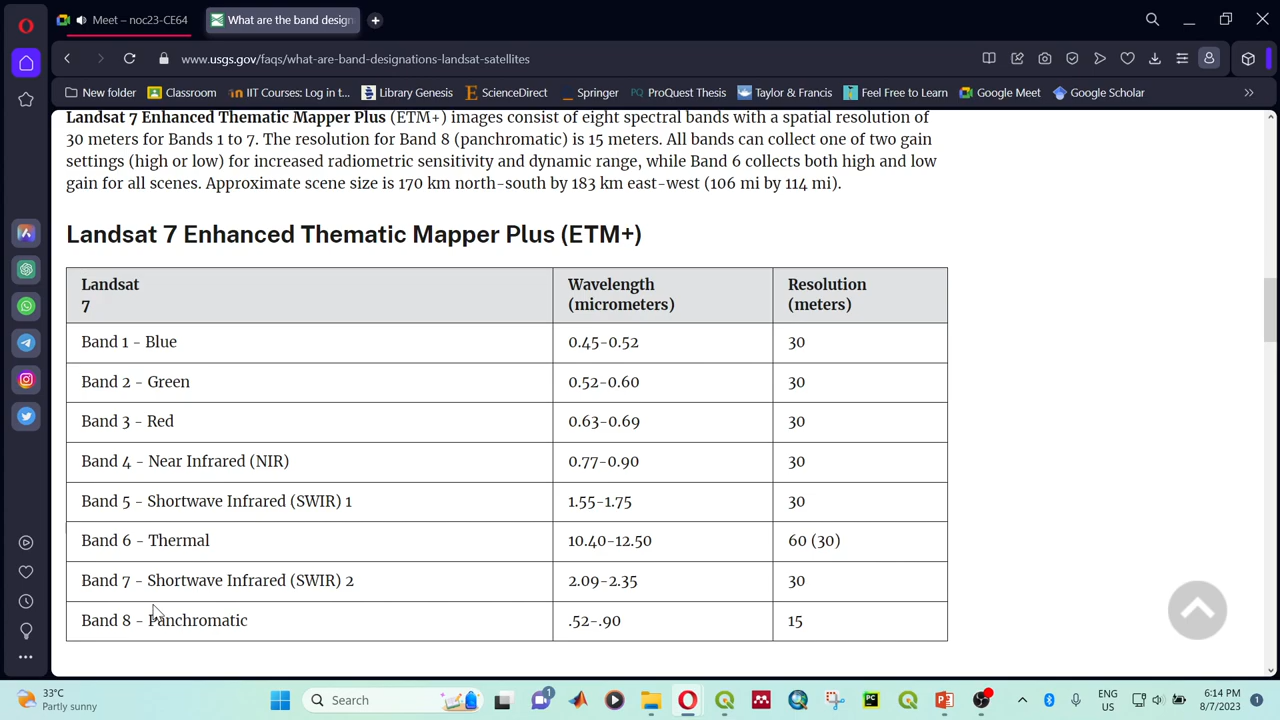 Meet – noc23-CE64
What are the band design
www.usgs.gov/faqs/what-are-band-designations-landsat-satellites
New folder
Classroom
IIT Courses: Log in t...
Library Genesis
ScienceDirect
Springer
ProQuest Thesis
Taylor & Francis
Feel Free to Learn
Google Meet
Google Scholar
Landsat 7 Enhanced Thematic Mapper Plus (ETM+) images consist of eight spectral bands with a spatial resolution of
30 meters for Bands 1 to 7. The resolution for Band 8 (panchromatic) is 15 meters. All bands can collect one of two gain
settings (high or low) for increased radiometric sensitivity and dynamic range, while Band 6 collects both high and low
gain for all scenes. Approximate scene size is 170 km north-south by 183 km east-west (106 mi by 114 mi).
Landsat 7 Enhanced Thematic Mapper Plus (ETM+)
Landsat 7 Wavelength (micrometers) Resolution (meters)
Band 1 - Blue 0.45-0.52 30
Band 2 - Green 0.52-0.60 30
Band 3 - Red 0.63-0.69 30
Band 4 - Near Infrared (NIR) 0.77-0.90 30
Band 5 - Shortwave Infrared (SWIR) 1 1.55-1.75 30
Band 6 - Thermal 10.40-12.50 60 (30)
Band 7 - Shortwave Infrared (SWIR) 2 2.09-2.35 30
Band 8 - Panchromatic .52-.90 15
33°C
Partly sunny
Search
ENG
US
6:14 PM
8/7/2023